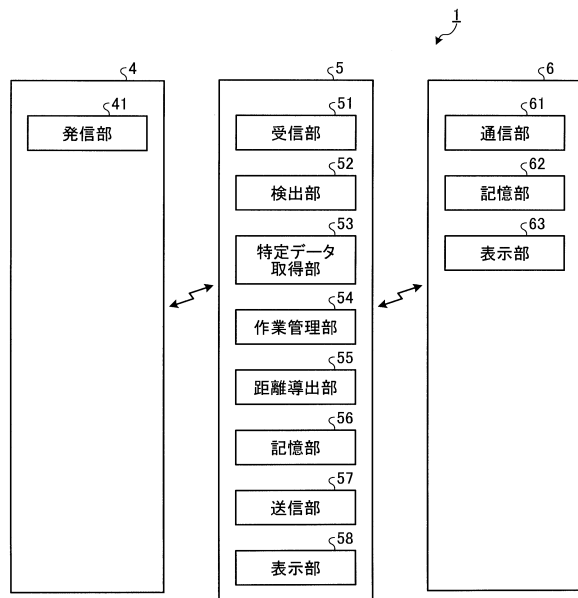 1
4
41
発信部
5
51
受信部
52
検出部
53
特定データ
取得部
54
作業管理部
55
距離導出部
56
記憶部
57
送信部
58
表示部
6
61
通信部
62
記憶部
63
表示部